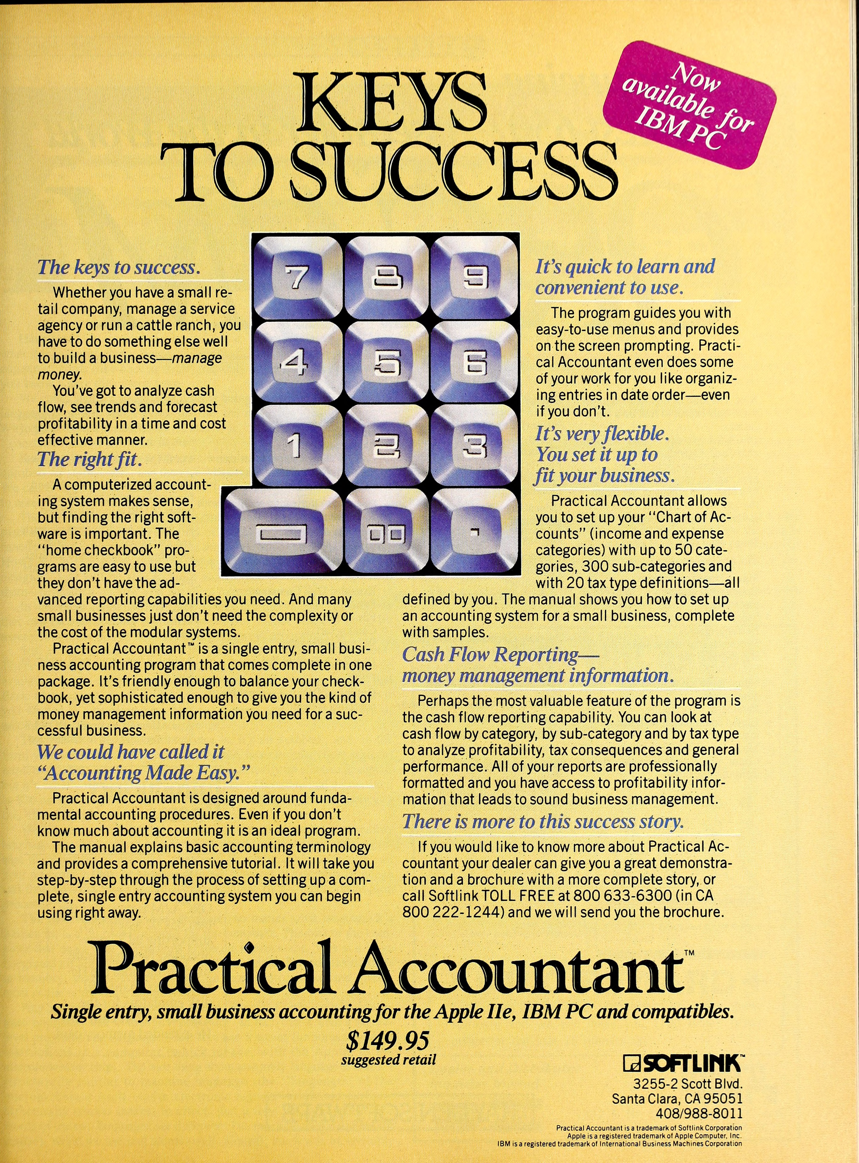 KEYS
TO SUCCESS
Now
available for
IBM PC
The keys to success.
Whether you have a small re-
tail company, manage a service
agency or run a cattle ranch, you
have to do something else well
to build a business—manage
money.
You've got to analyze cash
flow, see trends and forecast
profitability in a time and cost
effective manner.
The right fit.
A computerized account-
ing system makes sense,
but finding the right soft-
ware is important. The
"home checkbook" pro-
grams are easy to use but
they don't have the ad-
vanced reporting capabilities you need. And many
small businesses just don't need the complexity or
the cost of the modular systems.
Practical Accountant™ is a single entry, small busi-
ness accounting program that comes complete in one
package. It's friendly enough to balance your check-
book, yet sophisticated enough to give you the kind of
money management information you need for a suc-
cessful business.
We could have called it
"Accounting Made Easy."
Practical Accountant is designed around funda-
mental accounting procedures. Even if you don't
know much about accounting it is an ideal program.
The manual explains basic accounting terminology
and provides a comprehensive tutorial. It will take you
step-by-step through the process of setting up a com-
plete, single entry accounting system you can begin
using right away.
7 8 9
4 5 6
1 2 3
0 00 .
It's quick to learn and
convenient to use.
The program guides you with
easy-to-use menus and provides
on the screen prompting. Practi-
cal Accountant even does some
of your work for you like organiz-
ing entries in date order—even
if you don't.
It's very flexible.
You set it up to
fit your business.
Practical Accountant allows
you to set up your "Chart of Ac-
counts" (income and expense
categories) with up to 50 cate-
gories, 300 sub-categories and
with 20 tax type definitions—all
defined by you. The manual shows you how to set up
an accounting system for a small business, complete
with samples.
Cash Flow Reporting—
money management information.
Perhaps the most valuable feature of the program is
the cash flow reporting capability. You can look at
cash flow by category, by sub-category and by tax type
to analyze profitability, tax consequences and general
performance. All of your reports are professionally
formatted and you have access to profitability infor-
mation that leads to sound business management.
There is more to this success story.
If you would like to know more about Practical Ac-
countant your dealer can give you a great demonstra-
tion and a brochure with a more complete story, or
call Softlink TOLL FREE at 800 633-6300 (in CA
800 222-1244) and we will send you the brochure.
Practical Accountant™
Single entry, small business accounting for the Apple IIe, IBM PC and compatibles.
$149.95
suggested retail
SOFTLINK™
3255-2 Scott Blvd.
Santa Clara, CA 95051
408/988-8011
Practical Accountant is a trademark of Softlink Corporation
Apple is a registered trademark of Apple Computer, Inc.
IBM is a registered trademark of International Business Machines Corporation